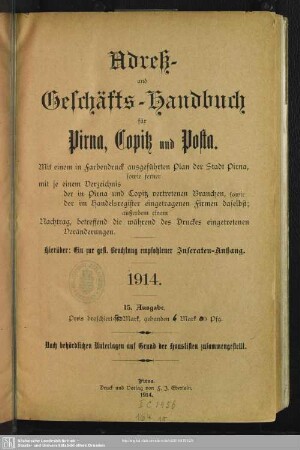 Adreß-
und
Geschäfts-Handbuch
für
Pirna, Copitz und Posta.
Mit einem in Farbendruck ausgeführten Plan der Stadt Pirna,
sowie ferner
mit je einem Verzeichnis
der in Pirna und Copitz vertretenen Branchen, sowie
der im Handelsregister eingetragenen Firmen daselbst;
außerdem einem
Nachtrag, betreffend die während des Druckes eingetretenen
Veränderungen.
Hierüber: Ein zur gefl. Beachtung empfohlener Inseraten-Anhang.
1914.
15. Ausgabe.
Preis broschiert Mark, gebunden 6 Mark Pfg.
Nach behördlichen Unterlagen auf Grund der Hauslisten zusammengestellt.
Pirna.
Druck und Verlag von F. J. Eberlein.
1914.